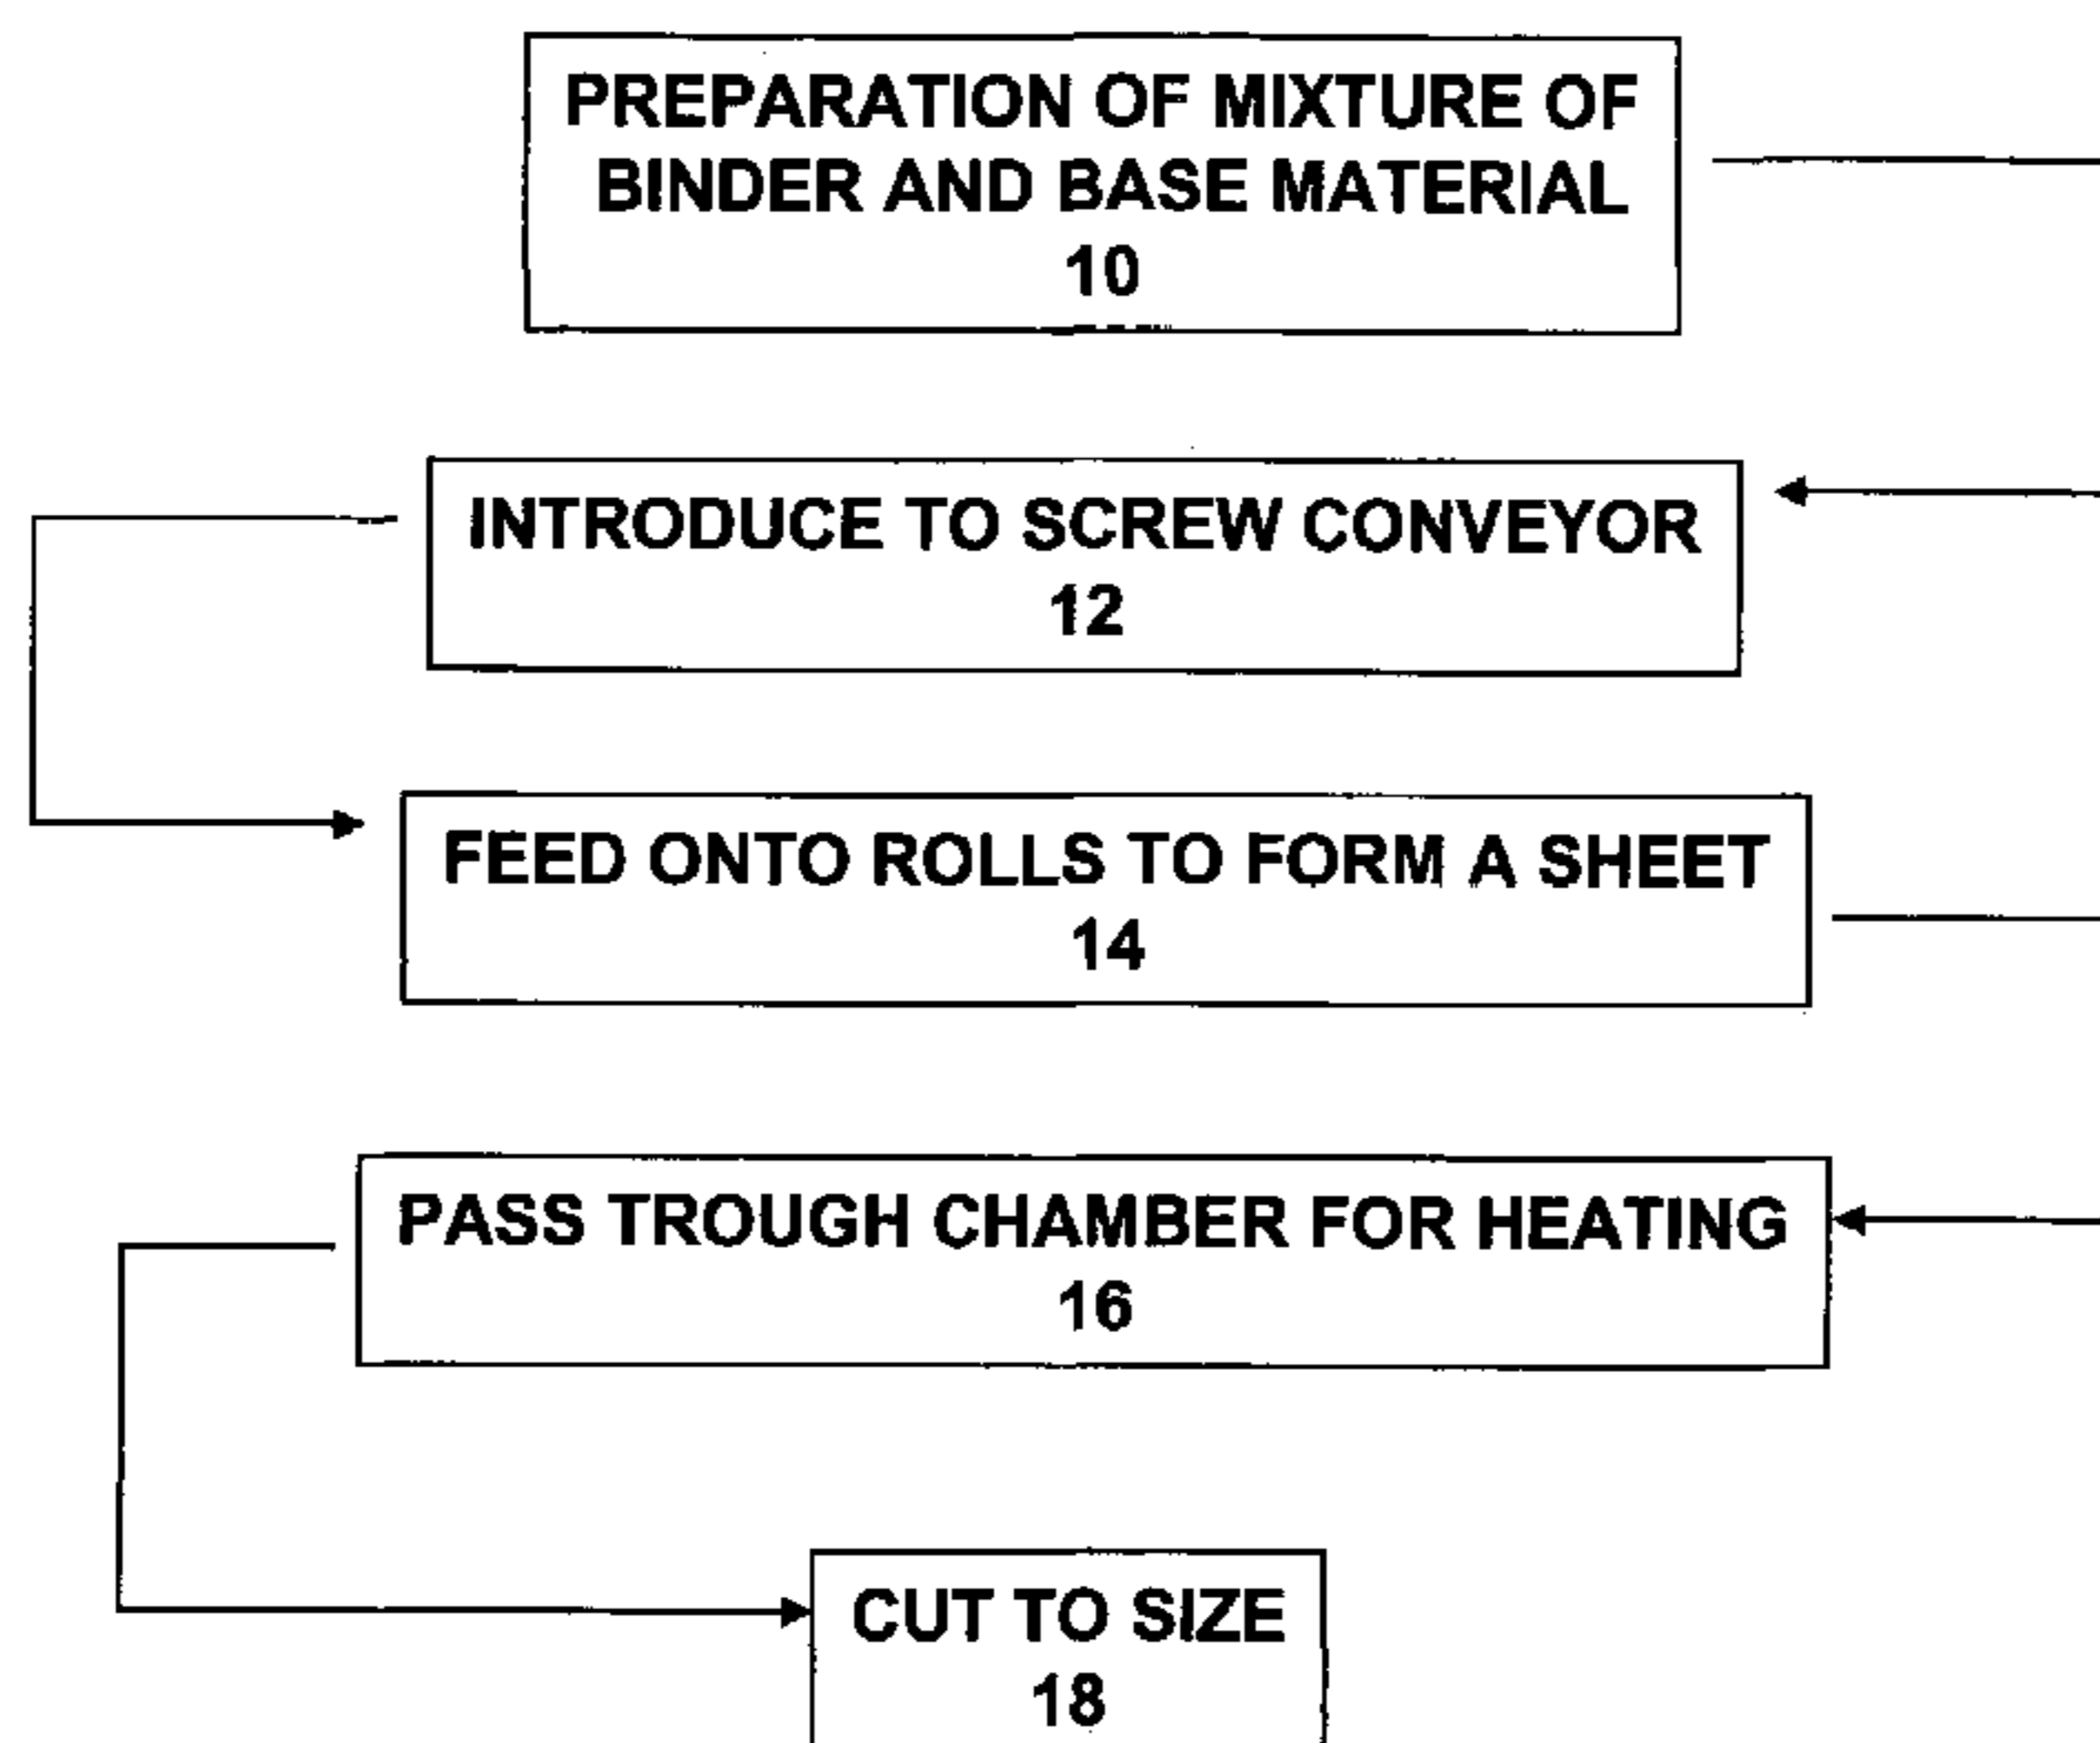 PREPARATION OF MIXTURE OF
BINDER AND BASE MATERIAL
10
INTRODUCE TO SCREW CONVEYOR
12
FEED ONTO ROLLS TO FORM A SHEET
14
PASS TROUGH CHAMBER FOR HEATING
16
CUT TO SIZE
18